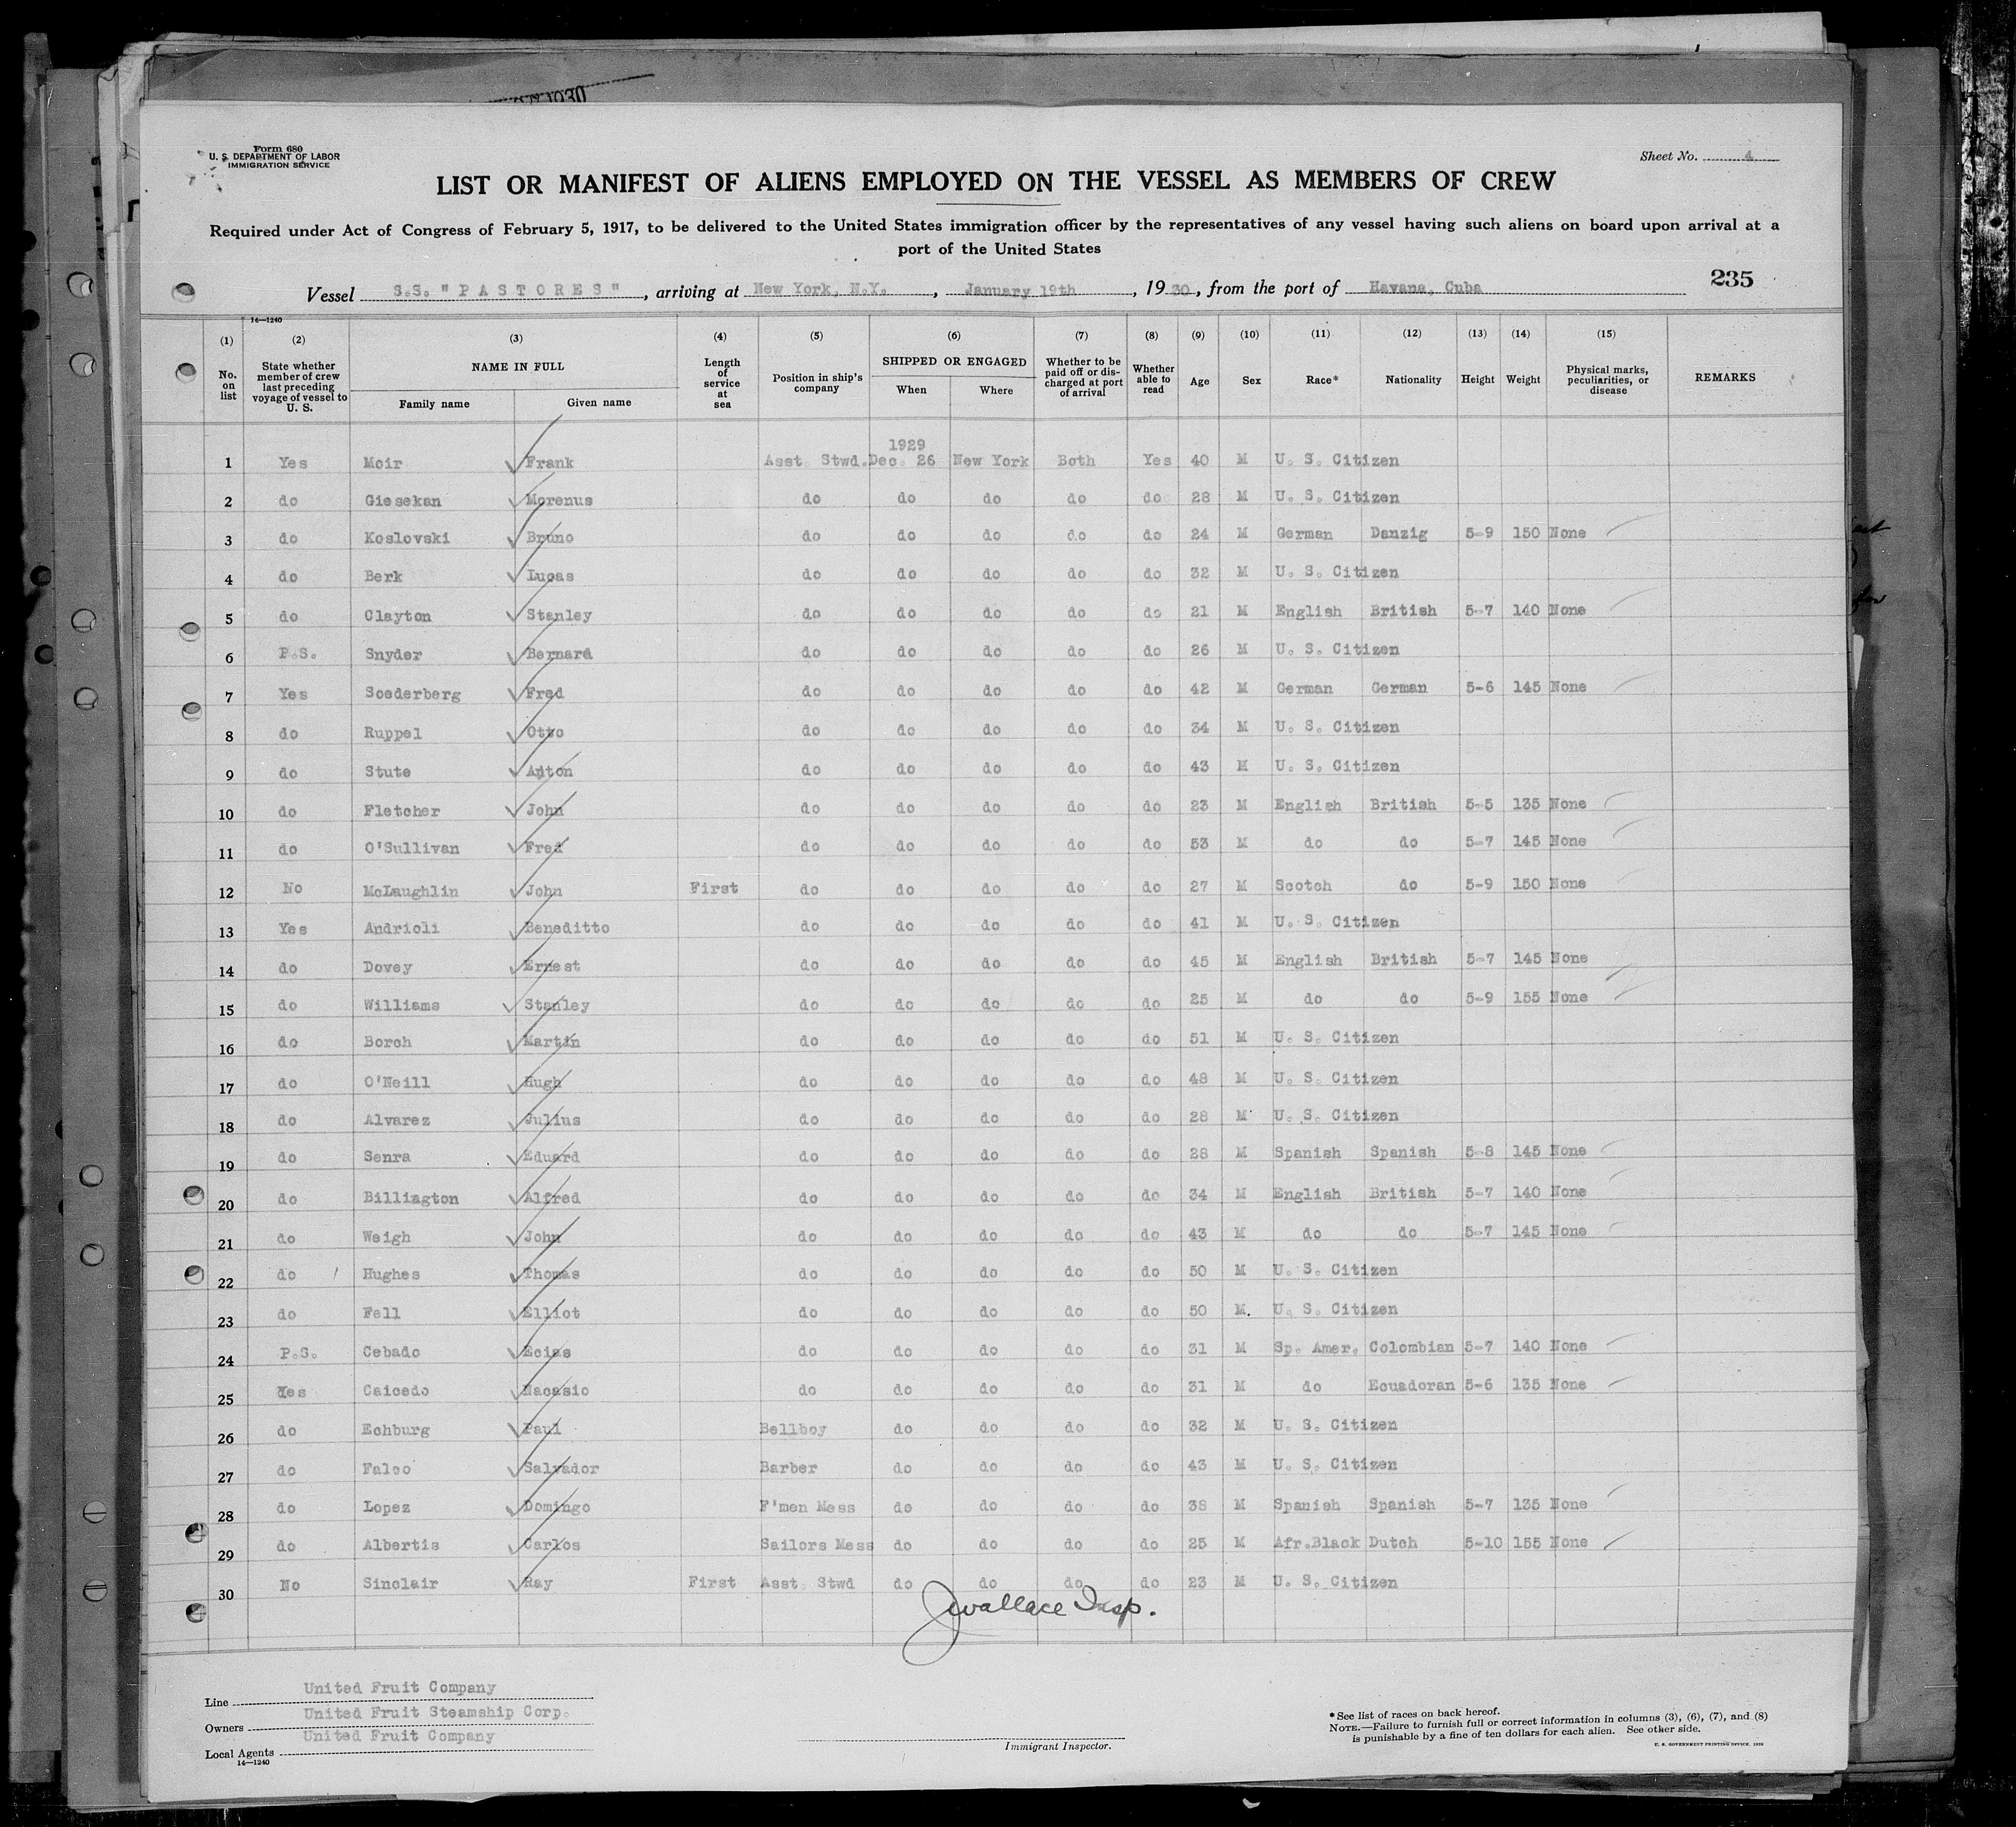 1930
Form 680
U. S. DEPARTMENT OF LABOR
IMMIGRATION SERVICE
Sheet No. 4
LIST OR MANIFEST OF ALIENS EMPLOYED ON THE VESSEL AS MEMBERS OF CREW
Required under Act of Congress of February 5, 1917, to be delivered to the United States immigration officer by the representatives of any vessel having such aliens on board upon arrival at a
port of the United States
Vessel S.S. "PASTORES", arriving at New York, N.Y., January 19th, 1930, from the port of Havana, Cuba 235
14—1240
(1) (2) (3) (4) (5) (6) (7) (8) (9) (10) (11) (12) (13) (14) (15)
No. on list State whether member of crew last preceding voyage of vessel to U. S. NAME IN FULL Family name Given name Length of service at sea Position in ship's company SHIPPED OR ENGAGED When Where Whether to be paid off or discharged at port of arrival Whether able to read Age Sex Race* Nationality Height Weight Physical marks, peculiarities, or disease REMARKS
1929
1 Yes Moir Frank Asst. Stwd. Dec. 26 New York Both Yes 40 M U. S. Citizen
2 do Giesekan Morenus do do do do do 28 M U. S. Citizen
3 do Koslovski Bruno do do do do do 24 M German Danzig 5-9 150 None
4 do Berk Lucas do do do do do 32 M U. S. Citizen
5 do Clayton Stanley do do do do do 21 M English British 5-7 140 None
6 P.S. Snyder Bernard do do do do do 26 M U. S. Citizen
7 Yes Soederberg Fred do do do do do 42 M German German 5-6 145 None
8 do Ruppel Otto do do do do do 34 M U. S. Citizen
9 do Stute Anton do do do do do 43 M U. S. Citizen
10 do Fletcher John do do do do do 23 M English British 5-5 135 None
11 do O'Sullivan Fred do do do do do 53 M do do 5-7 145 None
12 No McLaughlin John First do do do do do 27 M Scotch do 5-9 150 None
13 Yes Andrioli Beneditto do do do do do 41 M U. S. Citizen
14 do Dovey Ernest do do do do do 45 M English British 5-7 145 None
15 do Williams Stanley do do do do do 25 M do do 5-9 155 None
16 do Borch Martin do do do do do 51 M U. S. Citizen
17 do O'Neill Hugh do do do do do 48 M U. S. Citizen
18 do Alvarez Julius do do do do do 28 M U. S. Citizen
19 do Senra Eduard do do do do do 28 M Spanish Spanish 5-8 145 None
20 do Billington Alfred do do do do do 34 M English British 5-7 140 None
21 do Weigh John do do do do do 43 M do do 5-7 145 None
22 do Hughes Thomas do do do do do 50 M U. S. Citizen
23 do Fell Elliot do do do do do 50 M. U. S. Citizen
24 P.S. Cebado Ecias do do do do do 31 M Sp. Amer. Colombian 5-7 140 None
25 Yes Caicedo Macasio do do do do do 31 M do Ecuadoran 5-6 135 None
26 do Echburg Paul Bellboy do do do do 32 M U. S. Citizen
27 do Falco Salvador Barber do do do do 43 M U. S. Citizen
28 do Lopez Domingo F'men Mess do do do do 38 M Spanish Spanish 5-7 135 None
29 do Albertis Carlos Sailors Mess do do do do 25 M Afr.Black Dutch 5-10 155 None
30 No Sinclair Ray First Asst. Stwd do do do do 23 M U. S. Citizen
JWallace Insp.
Line United Fruit Company
Owners United Fruit Steamship Corp.
Local Agents United Fruit Company
14—1240
Immigrant Inspector.
* See list of races on back hereof.
NOTE.—Failure to furnish full or correct information in columns (3), (6), (7), and (8)
is punishable by a fine of ten dollars for each alien. See other side.
U. S. GOVERNMENT PRINTING OFFICE: 1929